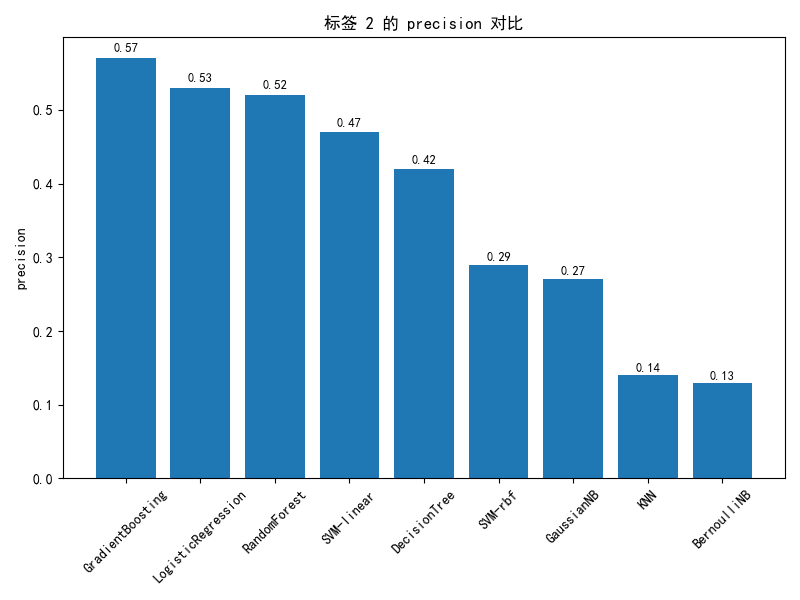 标签 2 的 precision 对比
precision
0.5
0.4
0.3
0.2
0.1
0.0
0.57
0.53
0.52
0.47
0.42
0.29
0.27
0.14
0.13
GradientBoosting
LogisticRegression
RandomForest
SVM-linear
DecisionTree
SVM-rbf
GaussianNB
KNN
BernoulliNB